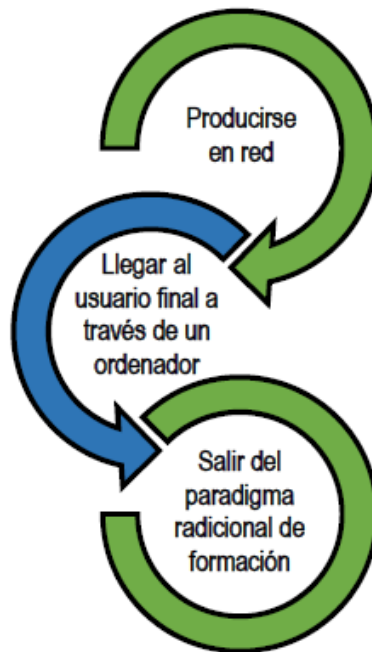 Producirse
en red
Llegar al
usuario final a
través de un
ordenador
Salir del
paradigma
radicional de
formación